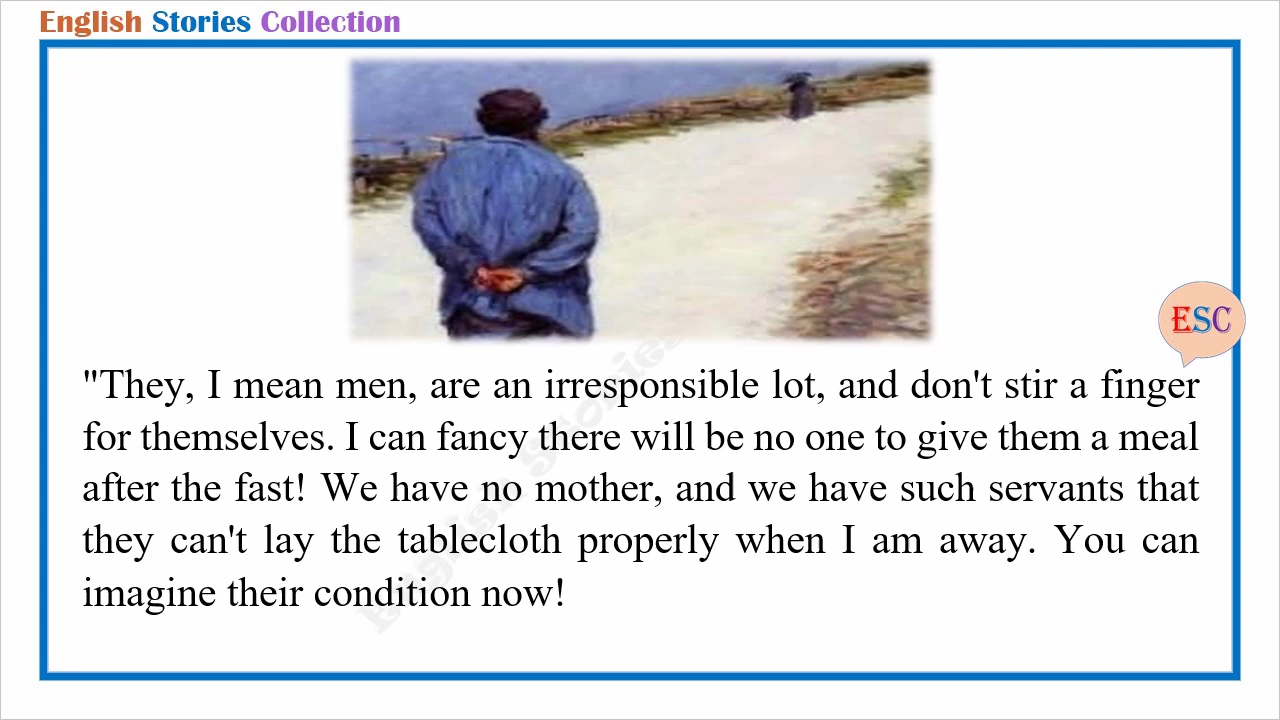 English Stories Collection
ESC
"They, I mean men, are an irresponsible lot, and don't stir a finger
for themselves. I can fancy there will be no one to give them a meal
after the fast! We have no mother, and we have such servants that
they can't lay the tablecloth properly when I am away. You can
imagine their condition now!
English Stories